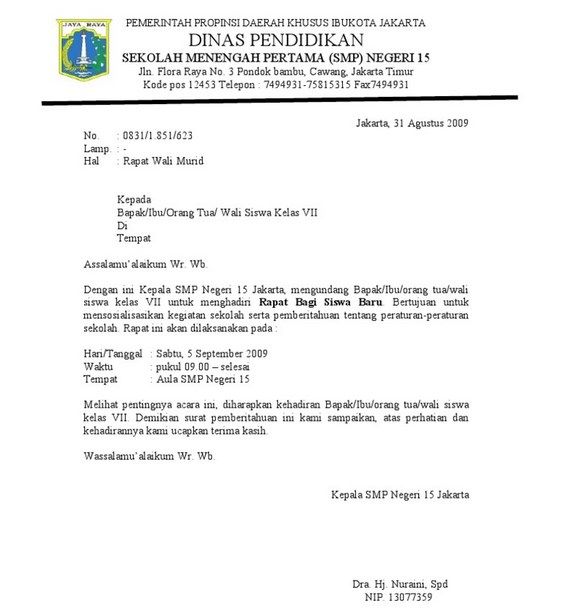 JAYA RAYA
PEMERINTAH PROPINSI DAERAH KHUSUS IBUKOTA JAKARTA
DINAS PENDIDIKAN
SEKOLAH MENENGAH PERTAMA (SMP) NEGERI 15
Jln. Flora Raya No. 3 Pondok bambu, Cawang, Jakarta Timur
Kode pos 12453 Telepon : 7494931-75815315 Fax7494931
Jakarta, 31 Agustus 2009
No. : 0831/1.851/623
Lamp. : -
Hal : Rapat Wali Murid
Kepada
Bapak/Ibu/Orang Tua/ Wali Siswa Kelas VII
Di
Tempat
Assalamu'alaikum Wr. Wb.
Dengan ini Kepala SMP Negeri 15 Jakarta, mengundang Bapak/Ibu/orang tua/wali
siswa kelas VII untuk menghadiri Rapat Bagi Siswa Baru. Bertujuan untuk
mensosialisasikan kegiatan sekolah serta pemberitahuan tentang peraturan-peraturan
sekolah. Rapat ini akan dilaksanakan pada :
Hari/Tanggal : Sabtu, 5 September 2009
Waktu : pukul 09.00 – selesai
Tempat : Aula SMP Negeri 15
Melihat pentingnya acara ini, diharapkan kehadiran Bapak/Ibu/orang tua/wali siswa
kelas VII. Demikian surat pemberitahuan ini kami sampaikan, atas perhatian dan
kehadirannya kami ucapkan terima kasih.
Wassalamu'alaikum Wr. Wb.
Kepala SMP Negeri 15 Jakarta
Dra. Hj. Nuraini, Spd
NIP. 13077359